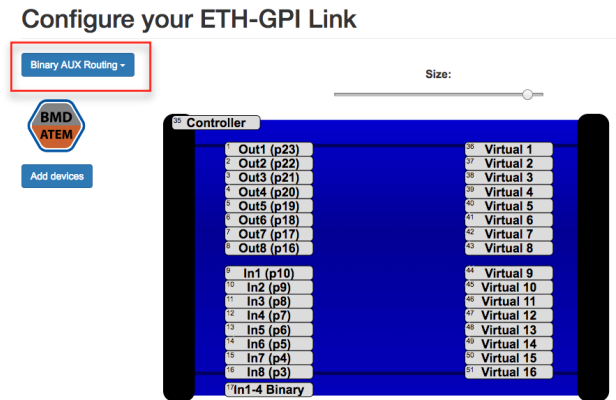 Configure your ETH-GPI Link
Binary AUX Routing
Size:
BMD
ATEM
Add devices
35 Controller
1 Out1 (p23)
2 Out2 (p22)
3 Out3 (p21)
4 Out4 (p20)
5 Out5 (p19)
6 Out6 (p18)
7 Out7 (p17)
8 Out8 (p16)
9 In1 (p10)
10 In2 (p9)
11 In3 (p8)
12 In4 (p7)
13 In5 (p6)
14 In6 (p5)
15 In7 (p4)
16 In8 (p3)
17 In1-4 Binary
36 Virtual 1
37 Virtual 2
38 Virtual 3
39 Virtual 4
40 Virtual 5
41 Virtual 6
42 Virtual 7
43 Virtual 8
44 Virtual 9
45 Virtual 10
46 Virtual 11
47 Virtual 12
48 Virtual 13
49 Virtual 14
50 Virtual 15
51 Virtual 16